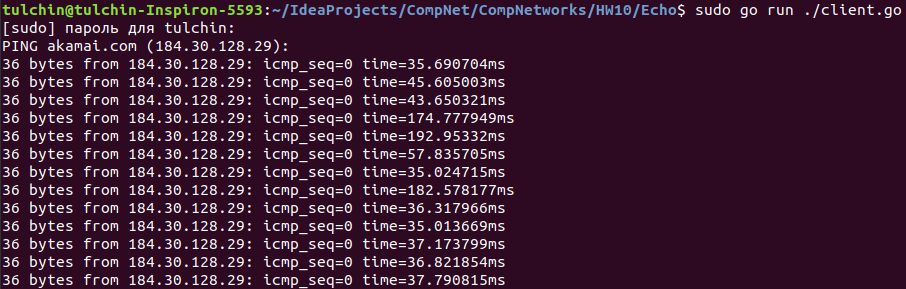 tulchin@tulchin-Inspiron-5593:~/IdeaProjects/CompNet/CompNetworks/HW10/Echo$ sudo go run ./client.go
[sudo] пароль для tulchin:
PING akamai.com (184.30.128.29):
36 bytes from 184.30.128.29: icmp_seq=0 time=35.690704ms
36 bytes from 184.30.128.29: icmp_seq=0 time=45.605003ms
36 bytes from 184.30.128.29: icmp_seq=0 time=43.650321ms
36 bytes from 184.30.128.29: icmp_seq=0 time=174.777949ms
36 bytes from 184.30.128.29: icmp_seq=0 time=192.95332ms
36 bytes from 184.30.128.29: icmp_seq=0 time=57.835705ms
36 bytes from 184.30.128.29: icmp_seq=0 time=35.024715ms
36 bytes from 184.30.128.29: icmp_seq=0 time=182.578177ms
36 bytes from 184.30.128.29: icmp_seq=0 time=36.317966ms
36 bytes from 184.30.128.29: icmp_seq=0 time=35.013669ms
36 bytes from 184.30.128.29: icmp_seq=0 time=37.173799ms
36 bytes from 184.30.128.29: icmp_seq=0 time=36.821854ms
36 bytes from 184.30.128.29: icmp_seq=0 time=37.790815ms